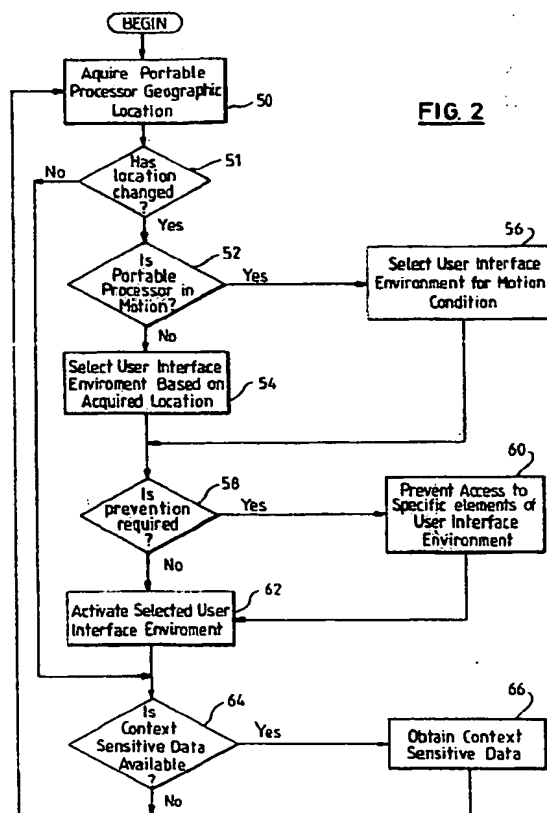 BEGIN
Aquire Portable
Processor Geographic
Location
50
FIG. 2
Has
location
changed
?
51
No
Yes
Is
Portable
Processor in
Motion?
52
Yes
56
Select User Interface
Environment for Motion
Condition
No
Select User Interface
Enviroment Based on
Acquired Location
54
Is
prevention
required
?
58
Yes
60
Prevent Access to
Specific elements of
User Interface
Environment
No
62
Activate Selected User
Interface Enviroment
Is
Context
Sensitive Data
Available
?
64
Yes
66
Obtain Context
Sensitive Data
No